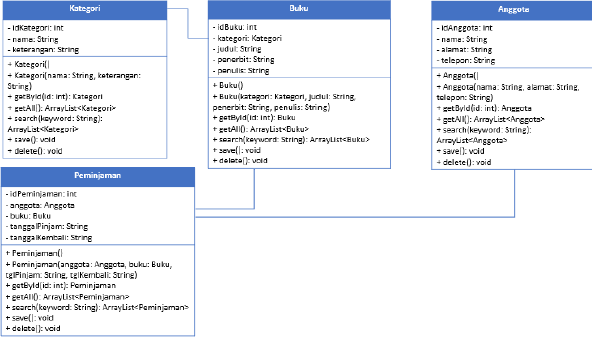 Kategori
- idKategori: int
- nama: String
- keterangan: String
+ Kategori()
+ Kategori(nama: String, keterangan:
String)
+ getById(id: int): Kategori
+ getAll(): ArrayList<Kategori>
+ search(keyword: String):
ArrayList<Kategori>
+ save(): void
+ delete(): void
Buku
- idBuku: int
- kategori: Kategori
- judul: String
- penerbit: String
- penulis: String
+ Buku()
+ Buku(kategori: Kategori, judul: String,
penerbit: String, penulis: String)
+ getById(id: int): Buku
+ getAll(): ArrayList<Buku>
+ search(keyword: String): ArrayList<Buku>
+ save(): void
+ delete(): void
Anggota
- idAnggota: int
- nama: String
- alamat: String
- telepon: String
+ Anggota()
+ Anggota(nama: String, alamat: String,
telepon: String)
+ getById(id: int): Anggota
+ getAll(): ArrayList<Anggota>
+ search(keyword: String):
ArrayList<Anggota>
+ save(): void
+ delete(): void
Peminjaman
- idPeminjaman: int
- anggota: Anggota
- buku: Buku
- tanggalPinjam: String
- tanggalKembali: String
+ Peminjaman()
+ Peminjaman(anggota: Anggota, buku: Buku,
tglPinjam: String, tglKembali: String)
+ getById(id: int): Peminjaman
+ getAll(): ArrayList<Peminjaman>
+ search(keyword: String): ArrayList<Peminjaman>
+ save(): void
+ delete(): void